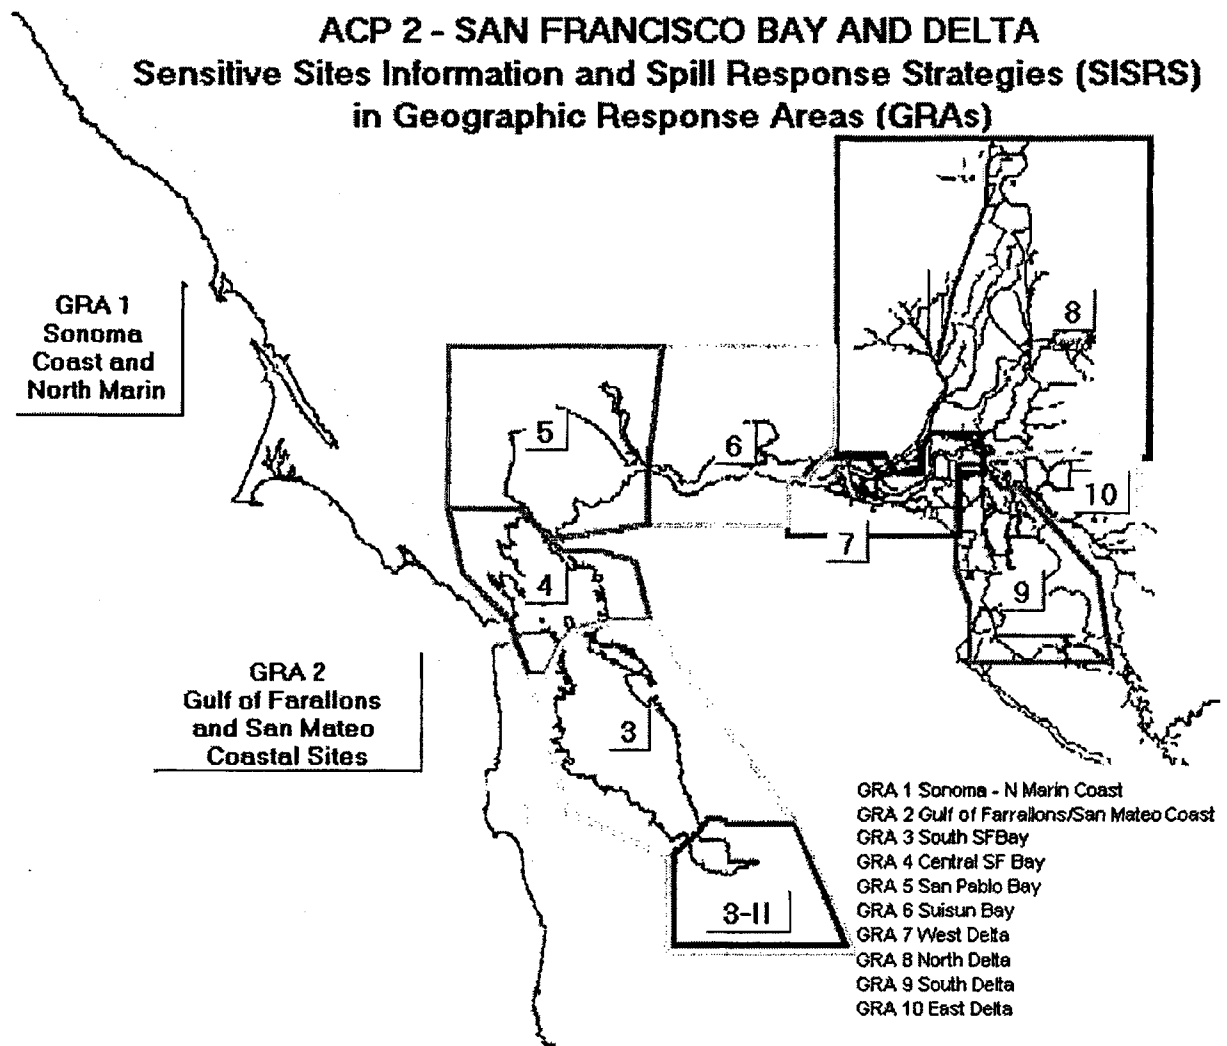 ACP 2 - SAN FRANCISCO BAY AND DELTA
Sensitive Sites Information and Spill Response Strategies (SISRS)
in Geographic Response Areas (GRAs)
GRA 1
Sonoma
Coast and
North Marin
8
5
6
10
7
4
9
GRA 2
Gulf of Farallons
and San Mateo
Coastal Sites
3
3-II
GRA 1 Sonoma - N Marin Coast
GRA 2 Gulf of Farrallons/San Mateo Coast
GRA 3 South SFBay
GRA 4 Central SF Bay
GRA 5 San Pablo Bay
GRA 6 Suisun Bay
GRA 7 West Delta
GRA 8 North Delta
GRA 9 South Delta
GRA 10 East Delta